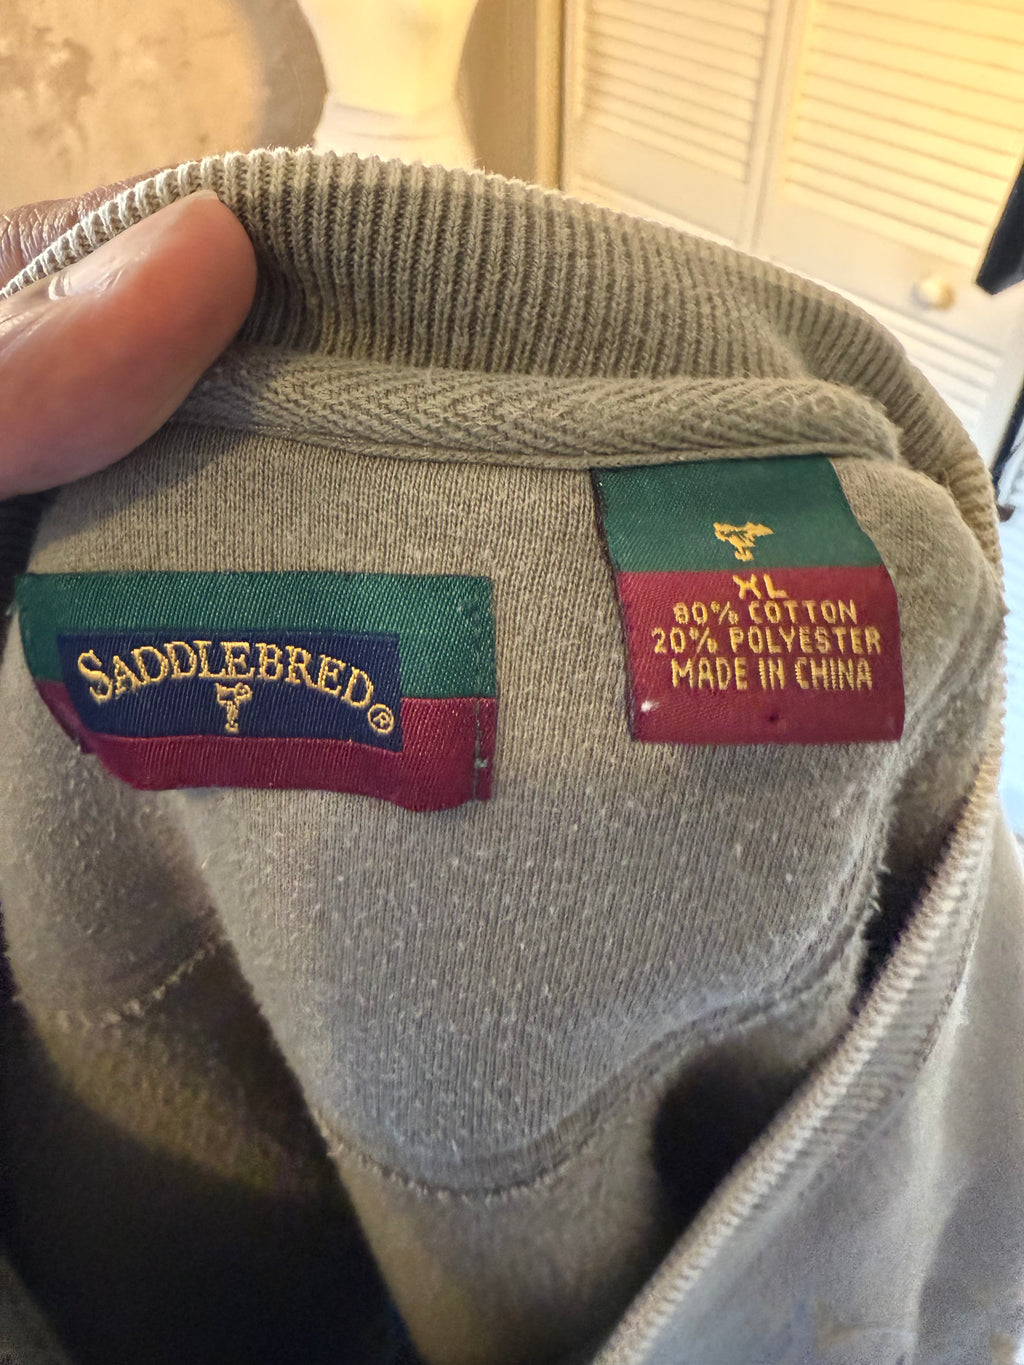 SADDLEBRED®
XL
80% COTTON
20% POLYESTER
MADE IN CHINA